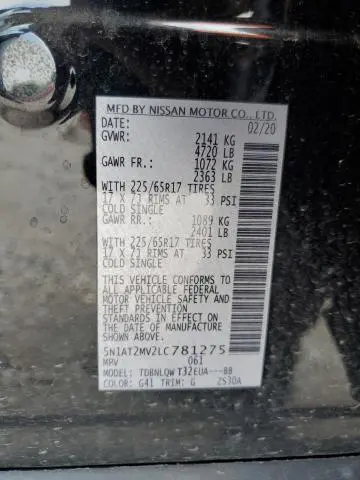 MFD BY NISSAN MOTOR CO., LTD.
DATE: 02/20
GVWR: 2141 KG
4720 LB
GAWR FR: 1072 KG
2363 LB
WITH 225/65R17 TIRES
17 X 7J RIMS AT 33 PSI
COLD SINGLE
GAWR RR: 1089 KG
2401 LB
WITH 225/65R17 TIRES
17 X 7J RIMS AT 33 PSI
COLD SINGLE
THIS VEHICLE CONFORMS TO
ALL APPLICABLE FEDERAL
MOTOR VEHICLE SAFETY
AND THEFT PREVENTION
STANDARDS IN EFFECT ON
THE DATE OF MANUFACTURE
SHOWN ABOVE.
5N1AT2MV2LC781275
MPV 061
MODEL: TDBNLQW T32EUA---BB
COLOR: G41 TRIM: G 2S30A